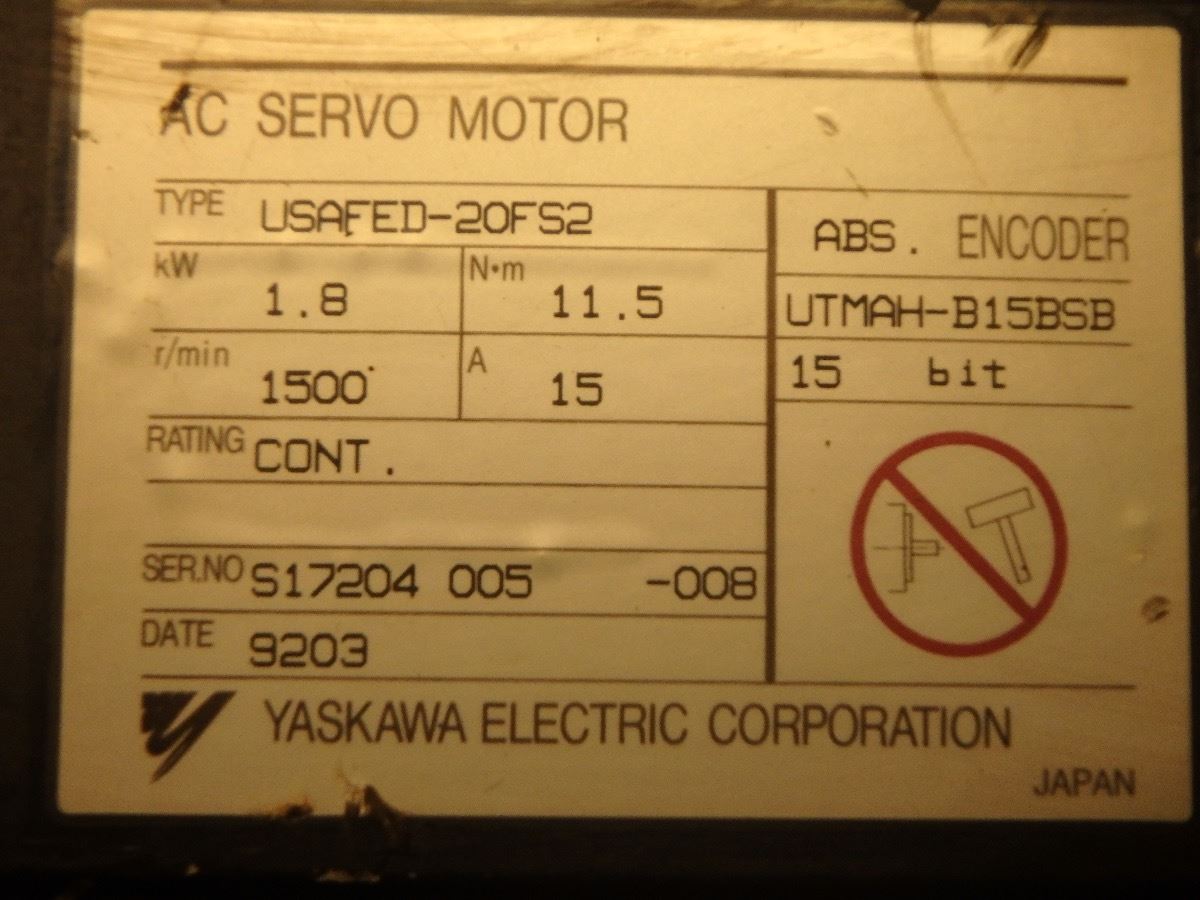 AC SERVO MOTOR
TYPE USAFED-20FS2
kW 1.8 N•m 11.5
r/min 1500 A 15
RATING CONT.
SER.NO S17204 005 -008
DATE 9203
ABS. ENCODER
UTMAH-B15BSB
15 bit
YASKAWA ELECTRIC CORPORATION
JAPAN